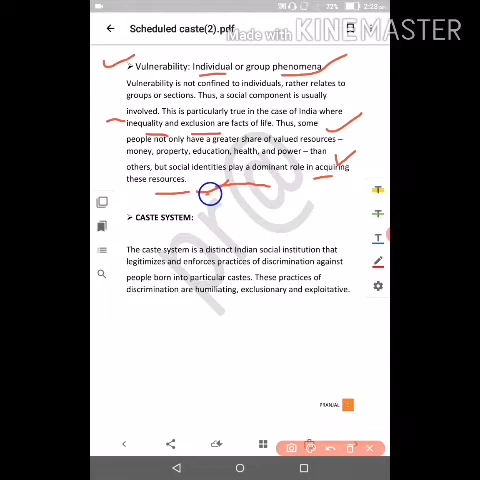 72% 2:28 am
Scheduled caste(2).pdf
Made with KINEMASTER
➢ Vulnerability: Individual or group phenomena
Vulnerability is not confined to individuals, rather relates to
groups or sections. Thus, a social component is usually
involved. This is particularly true in the case of India where
inequality and exclusion are facts of life. Thus, some
people not only have a greater share of valued resources –
money, property, education, health, and power– than
others, but social identities play a dominant role in acquiring
these resources.
➢ CASTE SYSTEM:
The caste system is a distinct Indian social institution that
legitimizes and enforces practices of discrimination against
people born into particular castes. These practices of
discrimination are humiliating, exclusionary and exploitative.
PRANJAL